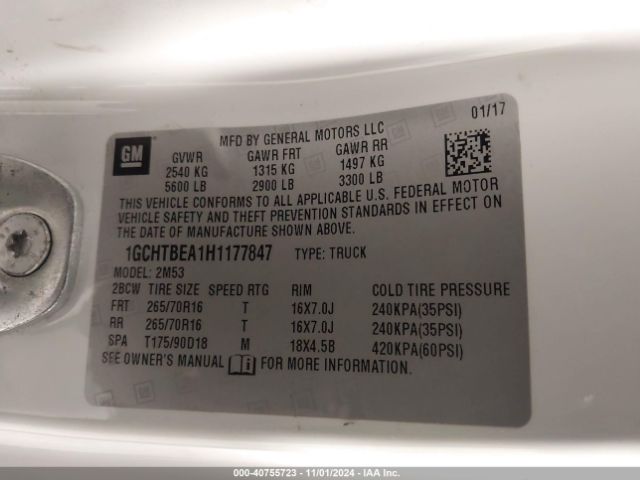 GM
MFD BY GENERAL MOTORS LLC
01/17
GVWR GAWR FRT GAWR RR
2540 KG 1315 KG 1497 KG
5600 LB 2900 LB 3300 LB
THIS VEHICLE CONFORMS TO ALL APPLICABLE U.S. FEDERAL MOTOR
VEHICLE SAFETY AND THEFT PREVENTION STANDARDS IN EFFECT ON
THE DATE OF MANUFACTURE SHOWN ABOVE.
1GCHTBEA1H1177847 TYPE: TRUCK
MODEL: 2M53
2BCW TIRE SIZE SPEED RTG RIM COLD TIRE PRESSURE
FRT 265/70R16 T 16X7.0J 240KPA(35PSI)
RR 265/70R16 T 16X7.0J 240KPA(35PSI)
SPA T175/90D18 M 18X4.5B 420KPA(60PSI)
SEE OWNER'S MANUAL FOR MORE INFORMATION.
000-40755723 - 11/01/2024 - IAA Inc.